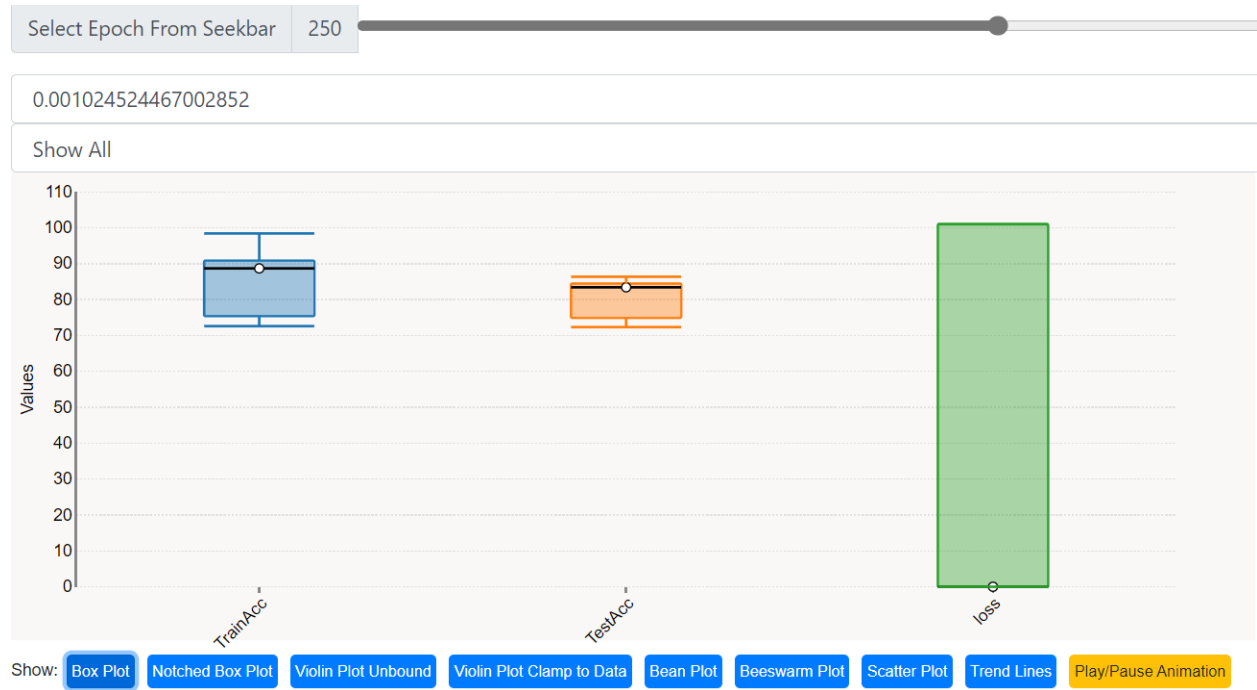 Select Epoch From Seekbar 250
0.001024524467002852
Show All
110
100
90
80
70
60
50
40
30
20
10
0
Values
TrainAcc TestAcc loss
Show: Box Plot Notched Box Plot Violin Plot Unbound Violin Plot Clamp to Data Bean Plot Beeswarm Plot Scatter Plot Trend Lines Play/Pause Animation